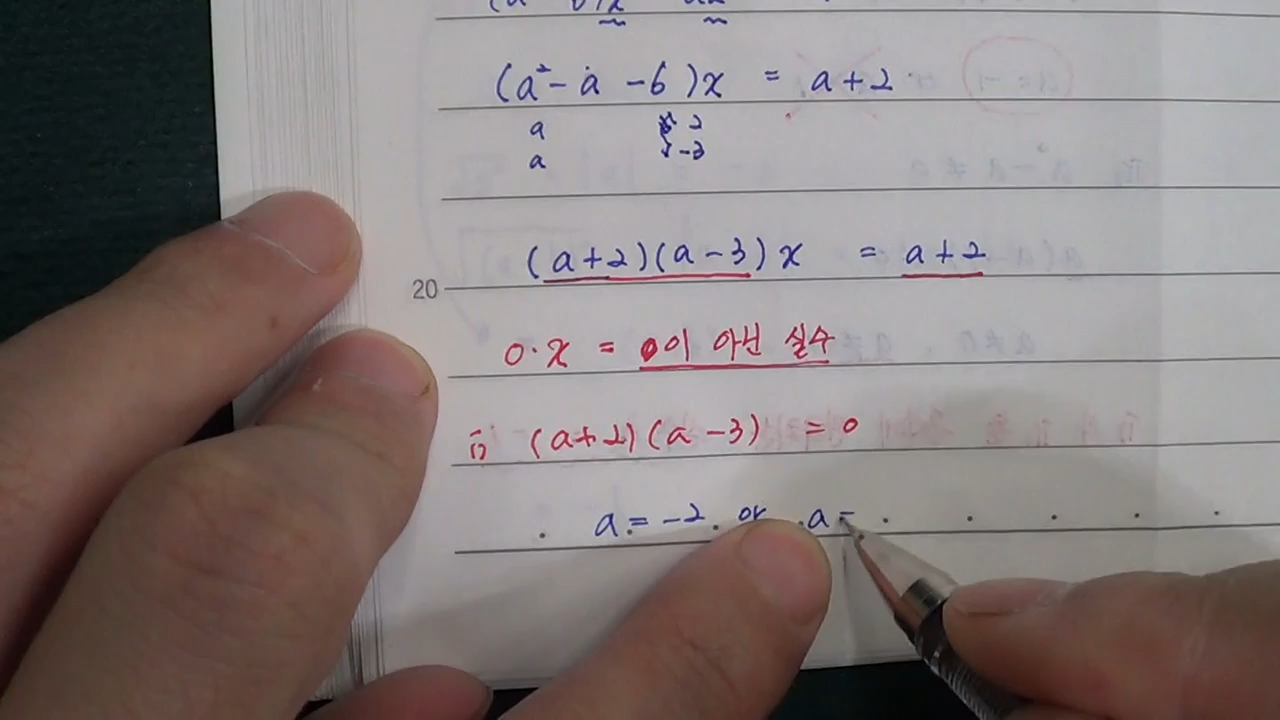 (a² - a - 6)x = a+2
a 2
a -3
(a+2)(a-3)x = a+2
20
0·x = 0이 아닌 실수
i) (a+2)(a-3) = 0
a = -2. or a =